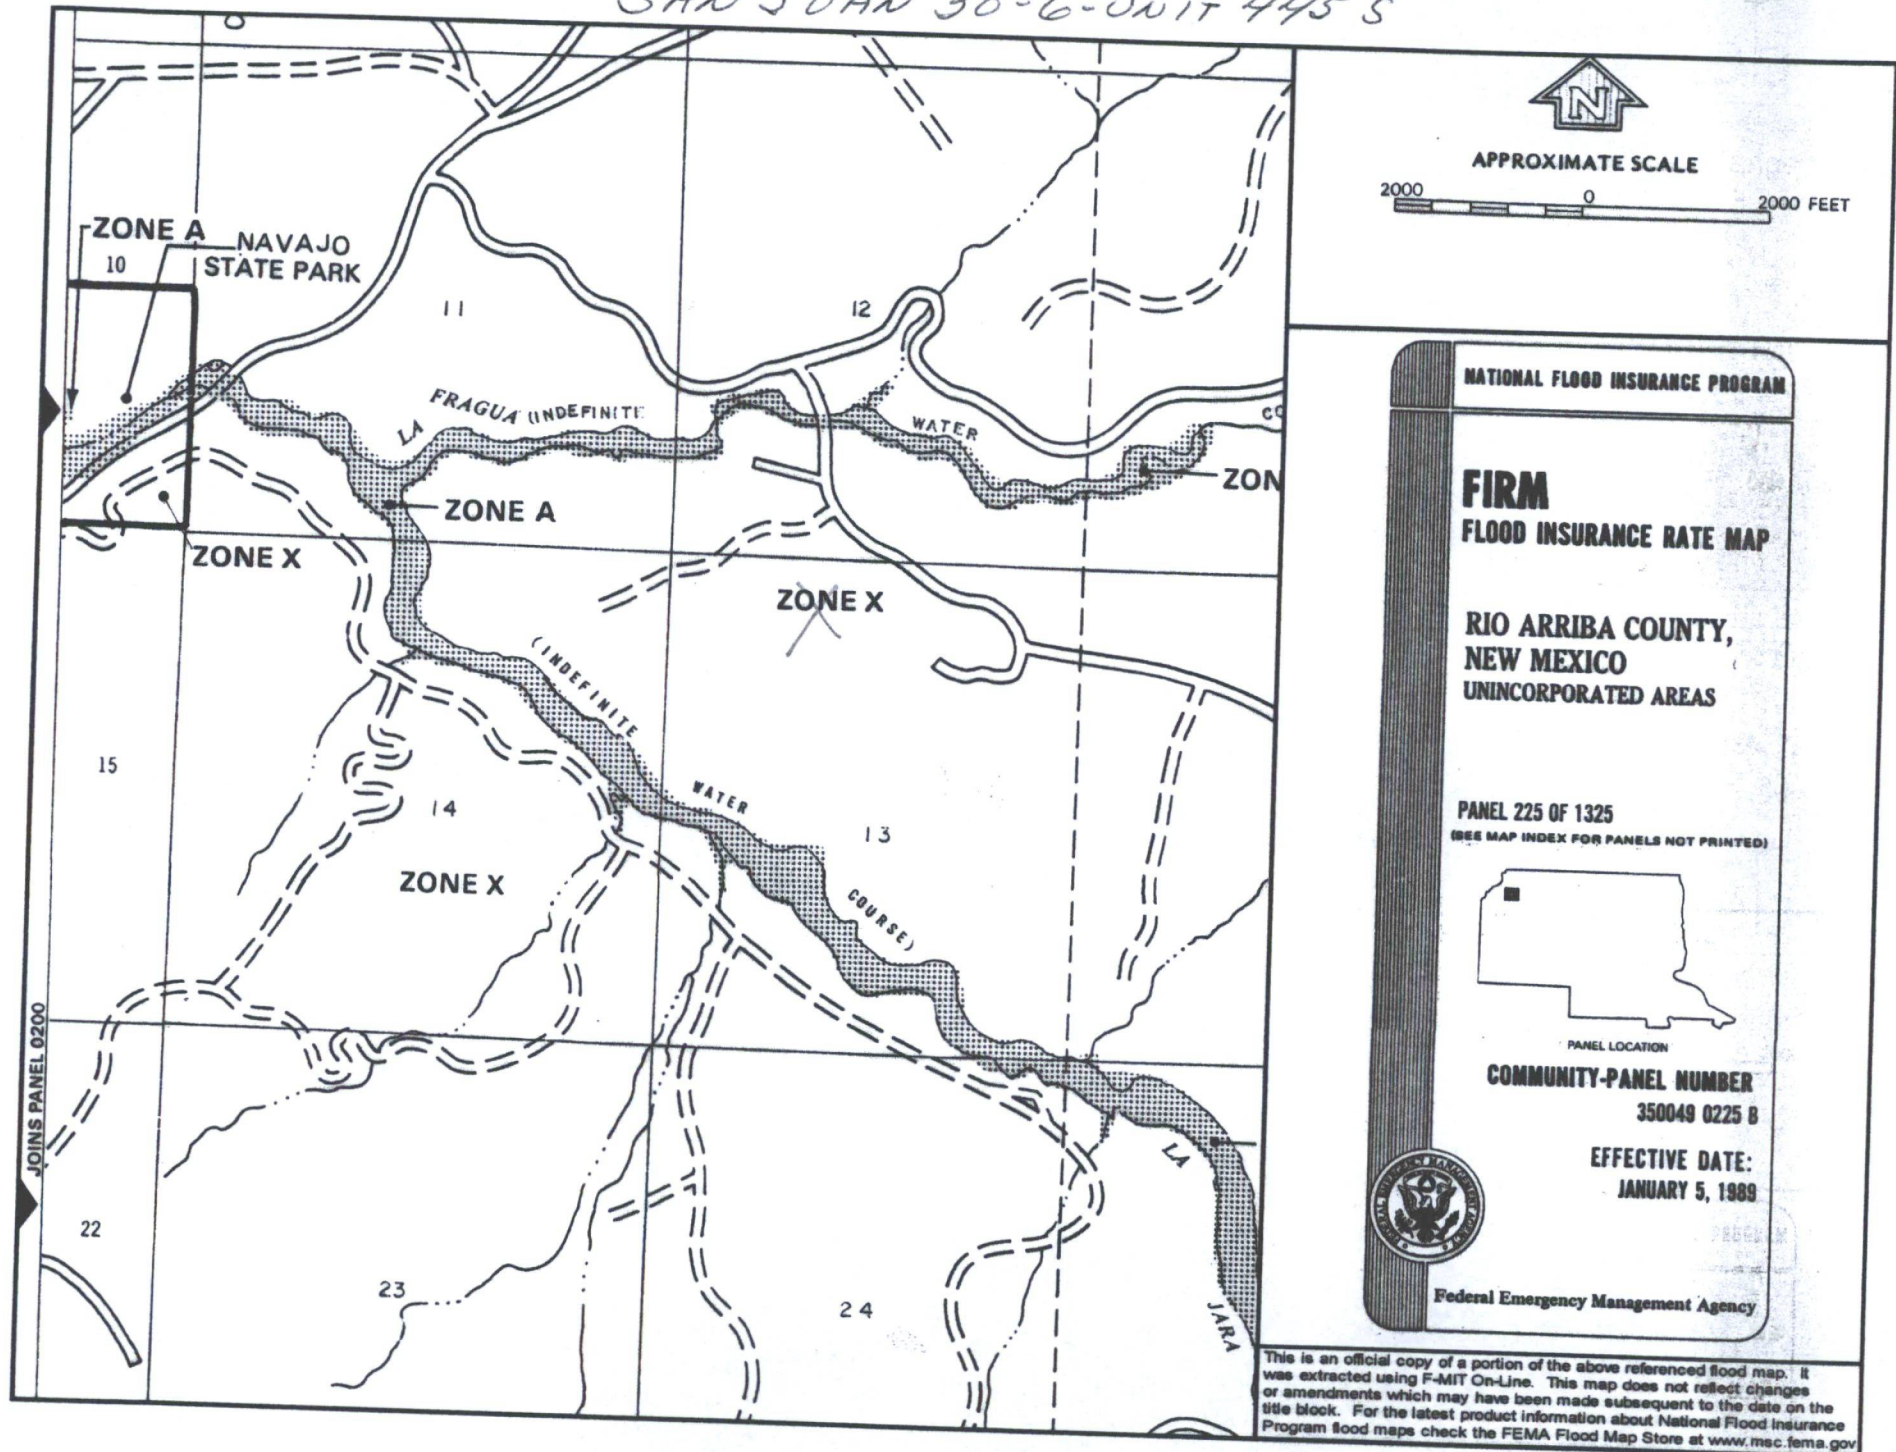 SAN JUAN 30-6-UNIT 445 S
ZONE A
NAVAJO
STATE PARK
10
11
12
LA
FRAGUA (INDEFINITE
WATER
CO
ZON
ZONE A
ZONE X
ZONE X
(INDEFINITE
WATER
COURSE)
15
14
13
ZONE X
JOINS PANEL 0200
22
23
24
LA
JARA
N
APPROXIMATE SCALE
2000 0 2000 FEET
NATIONAL FLOOD INSURANCE PROGRAM
FIRM
FLOOD INSURANCE RATE MAP
RIO ARRIBA COUNTY,
NEW MEXICO
UNINCORPORATED AREAS
PANEL 225 OF 1325
(SEE MAP INDEX FOR PANELS NOT PRINTED)
PANEL LOCATION
COMMUNITY-PANEL NUMBER
350049 0225 B
EFFECTIVE DATE:
JANUARY 5, 1989
FEDERAL EMERGENCY MANAGEMENT AGENCY
Federal Emergency Management Agency
This is an official copy of a portion of the above referenced flood map. It
was extracted using F-MIT On-Line. This map does not reflect changes
or amendments which may have been made subsequent to the date on the
title block. For the latest product information about National Flood Insurance
Program flood maps check the FEMA Flood Map Store at www.msc.fema.gov